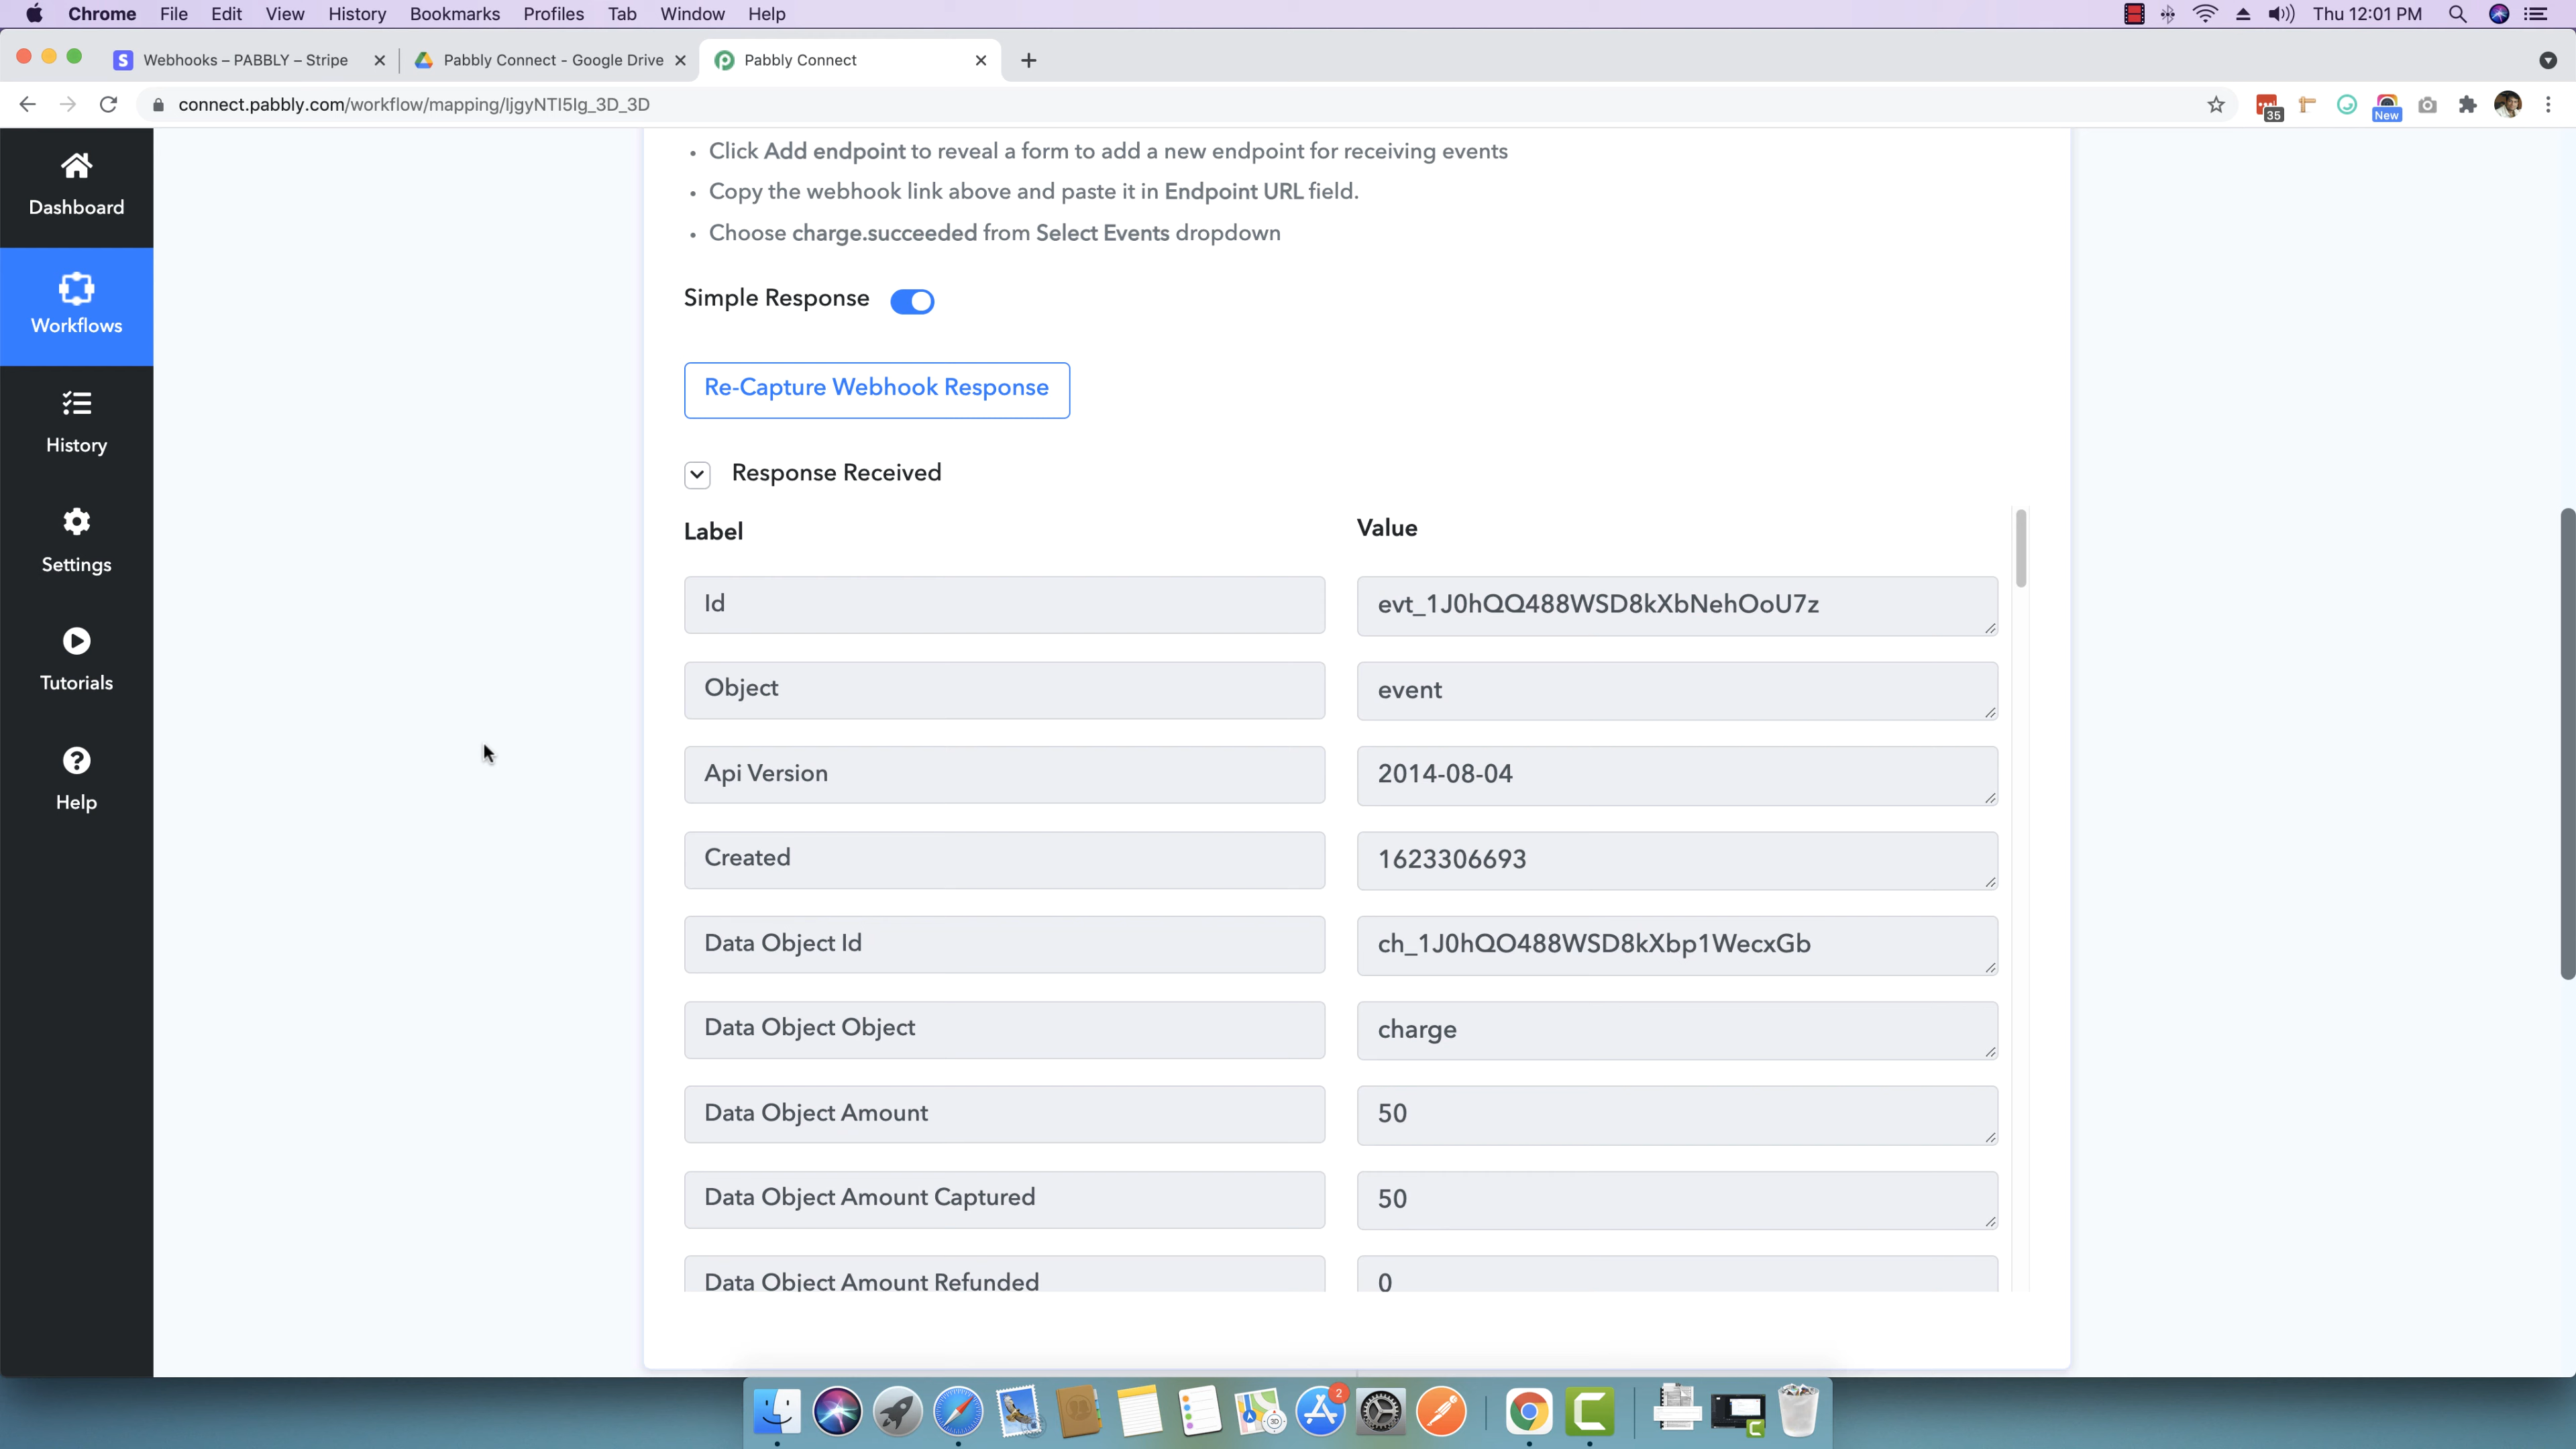 Chrome File Edit View History Bookmarks Profiles Tab Window Help Thu 12:01 PM
Webhooks – PABBLY – Stripe Pabbly Connect - Google Drive Pabbly Connect
connect.pabbly.com/workflow/mapping/IjgyNTI5Ig_3D_3D 35 New
Dashboard
Workflows
History
Settings
Tutorials
Help
• Click Add endpoint to reveal a form to add a new endpoint for receiving events
• Copy the webhook link above and paste it in Endpoint URL field.
• Choose charge.succeeded from Select Events dropdown
Simple Response
Re-Capture Webhook Response
Response Received
Label Value
Id evt_1J0hQQ488WSD8kXbNehOoU7z
Object event
Api Version 2014-08-04
Created 1623306693
Data Object Id ch_1J0hQO488WSD8kXbp1WecxGb
Data Object Object charge
Data Object Amount 50
Data Object Amount Captured 50
Data Object Amount Refunded 0
2
3D